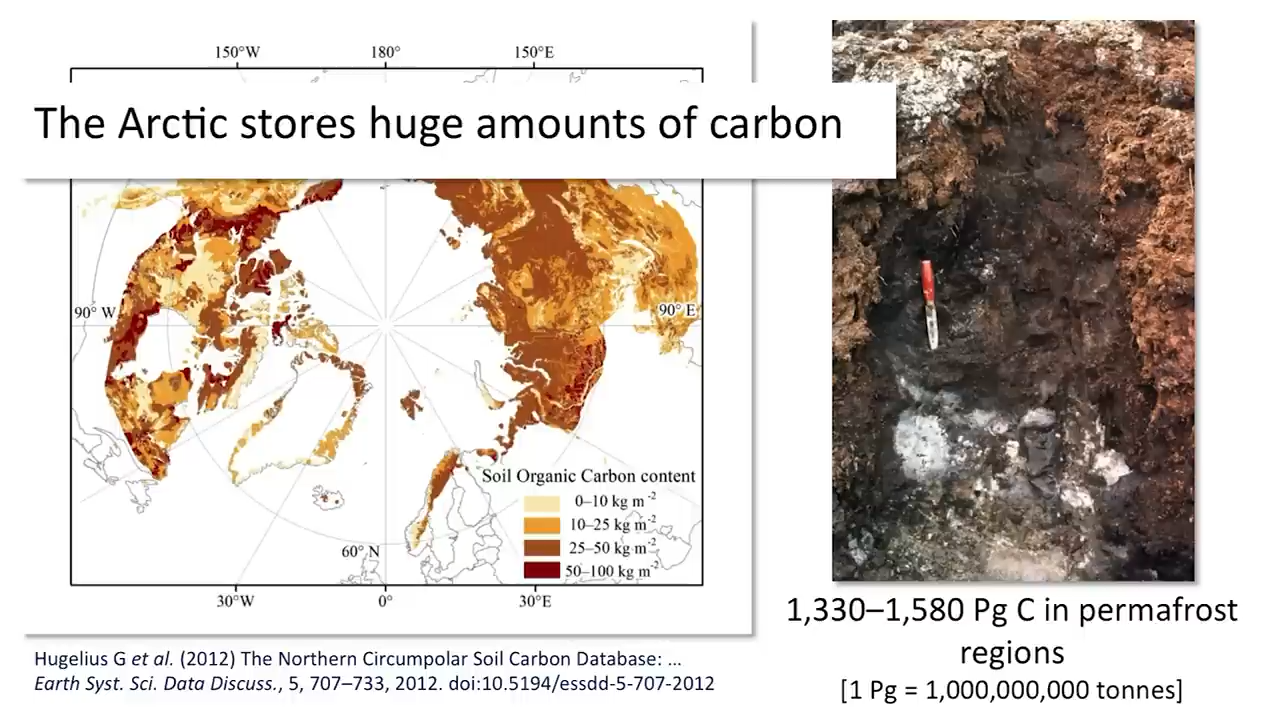 150°W 180° 150°E
The Arctic stores huge amounts of carbon
90° W 90° E
Soil Organic Carbon content
0–10 kg m-2
10–25 kg m-2
25–50 kg m-2
50–100 kg m-2
60° N
30°W 0° 30°E
Hugelius G et al. (2012) The Northern Circumpolar Soil Carbon Database: ...
Earth Syst. Sci. Data Discuss., 5, 707–733, 2012. doi:10.5194/essdd-5-707-2012
1,330–1,580 Pg C in permafrost
regions
[1 Pg = 1,000,000,000 tonnes]